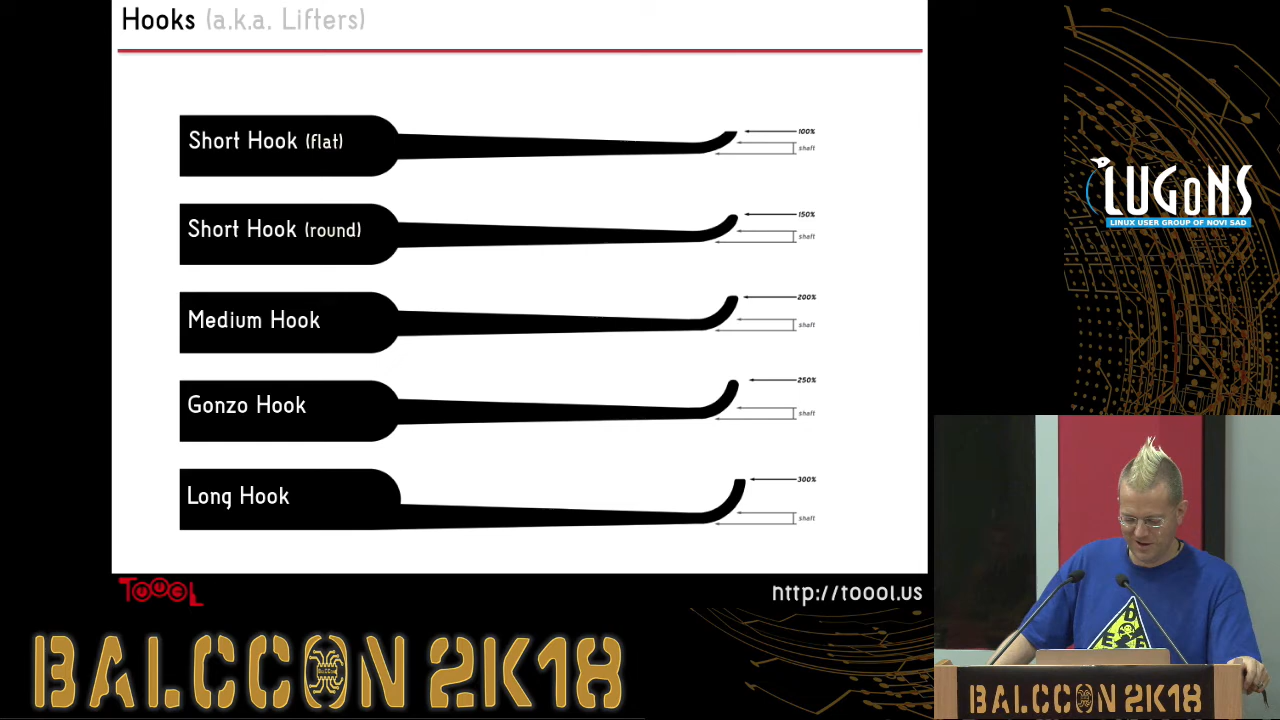 Hooks (a.k.a. Lifters)
Short Hook (flat)
100%
shaft
Short Hook (round)
150%
shaft
Medium Hook
200%
shaft
Gonzo Hook
250%
shaft
Long Hook
300%
shaft
TOOOL
http://toool.us
LUGoNS
LINUX USER GROUP OF NOVI SAD
BALCCON 2K18
BALCCON 2K18